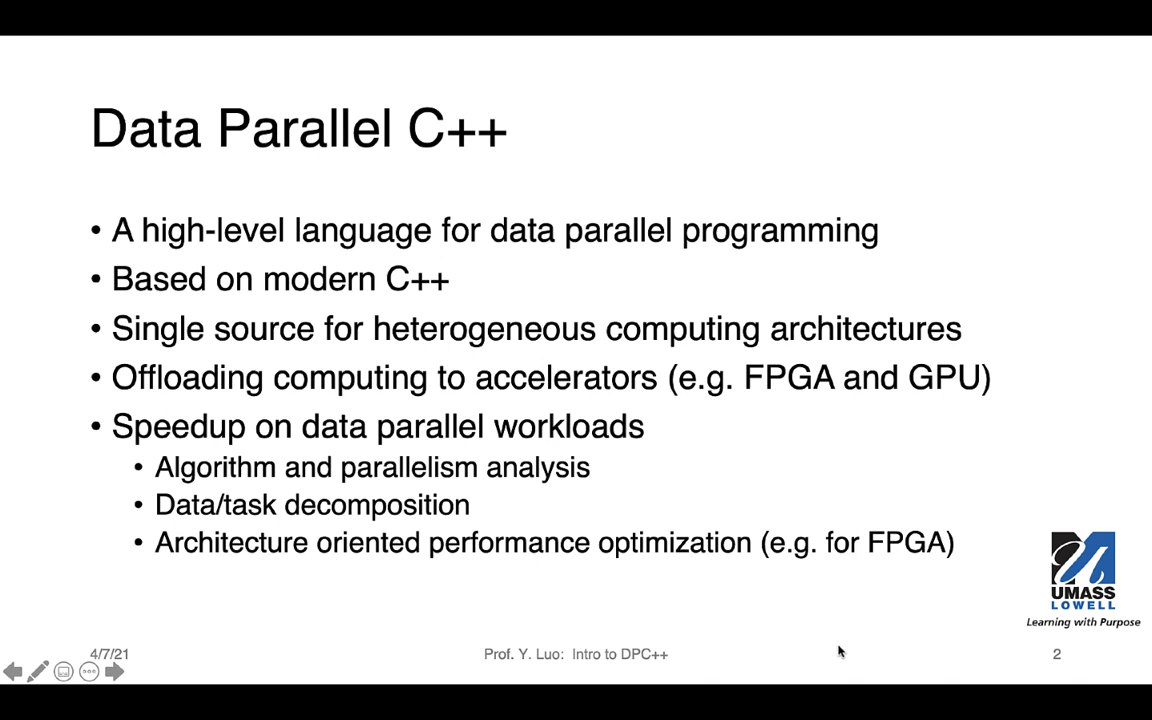 Data Parallel C++
• A high-level language for data parallel programming
• Based on modern C++
• Single source for heterogeneous computing architectures
• Offloading computing to accelerators (e.g. FPGA and GPU)
• Speedup on data parallel workloads
• Algorithm and parallelism analysis
• Data/task decomposition
• Architecture oriented performance optimization (e.g. for FPGA)
UMASS
LOWELL
Learning with Purpose
4/7/21
Prof. Y. Luo: Intro to DPC++
2